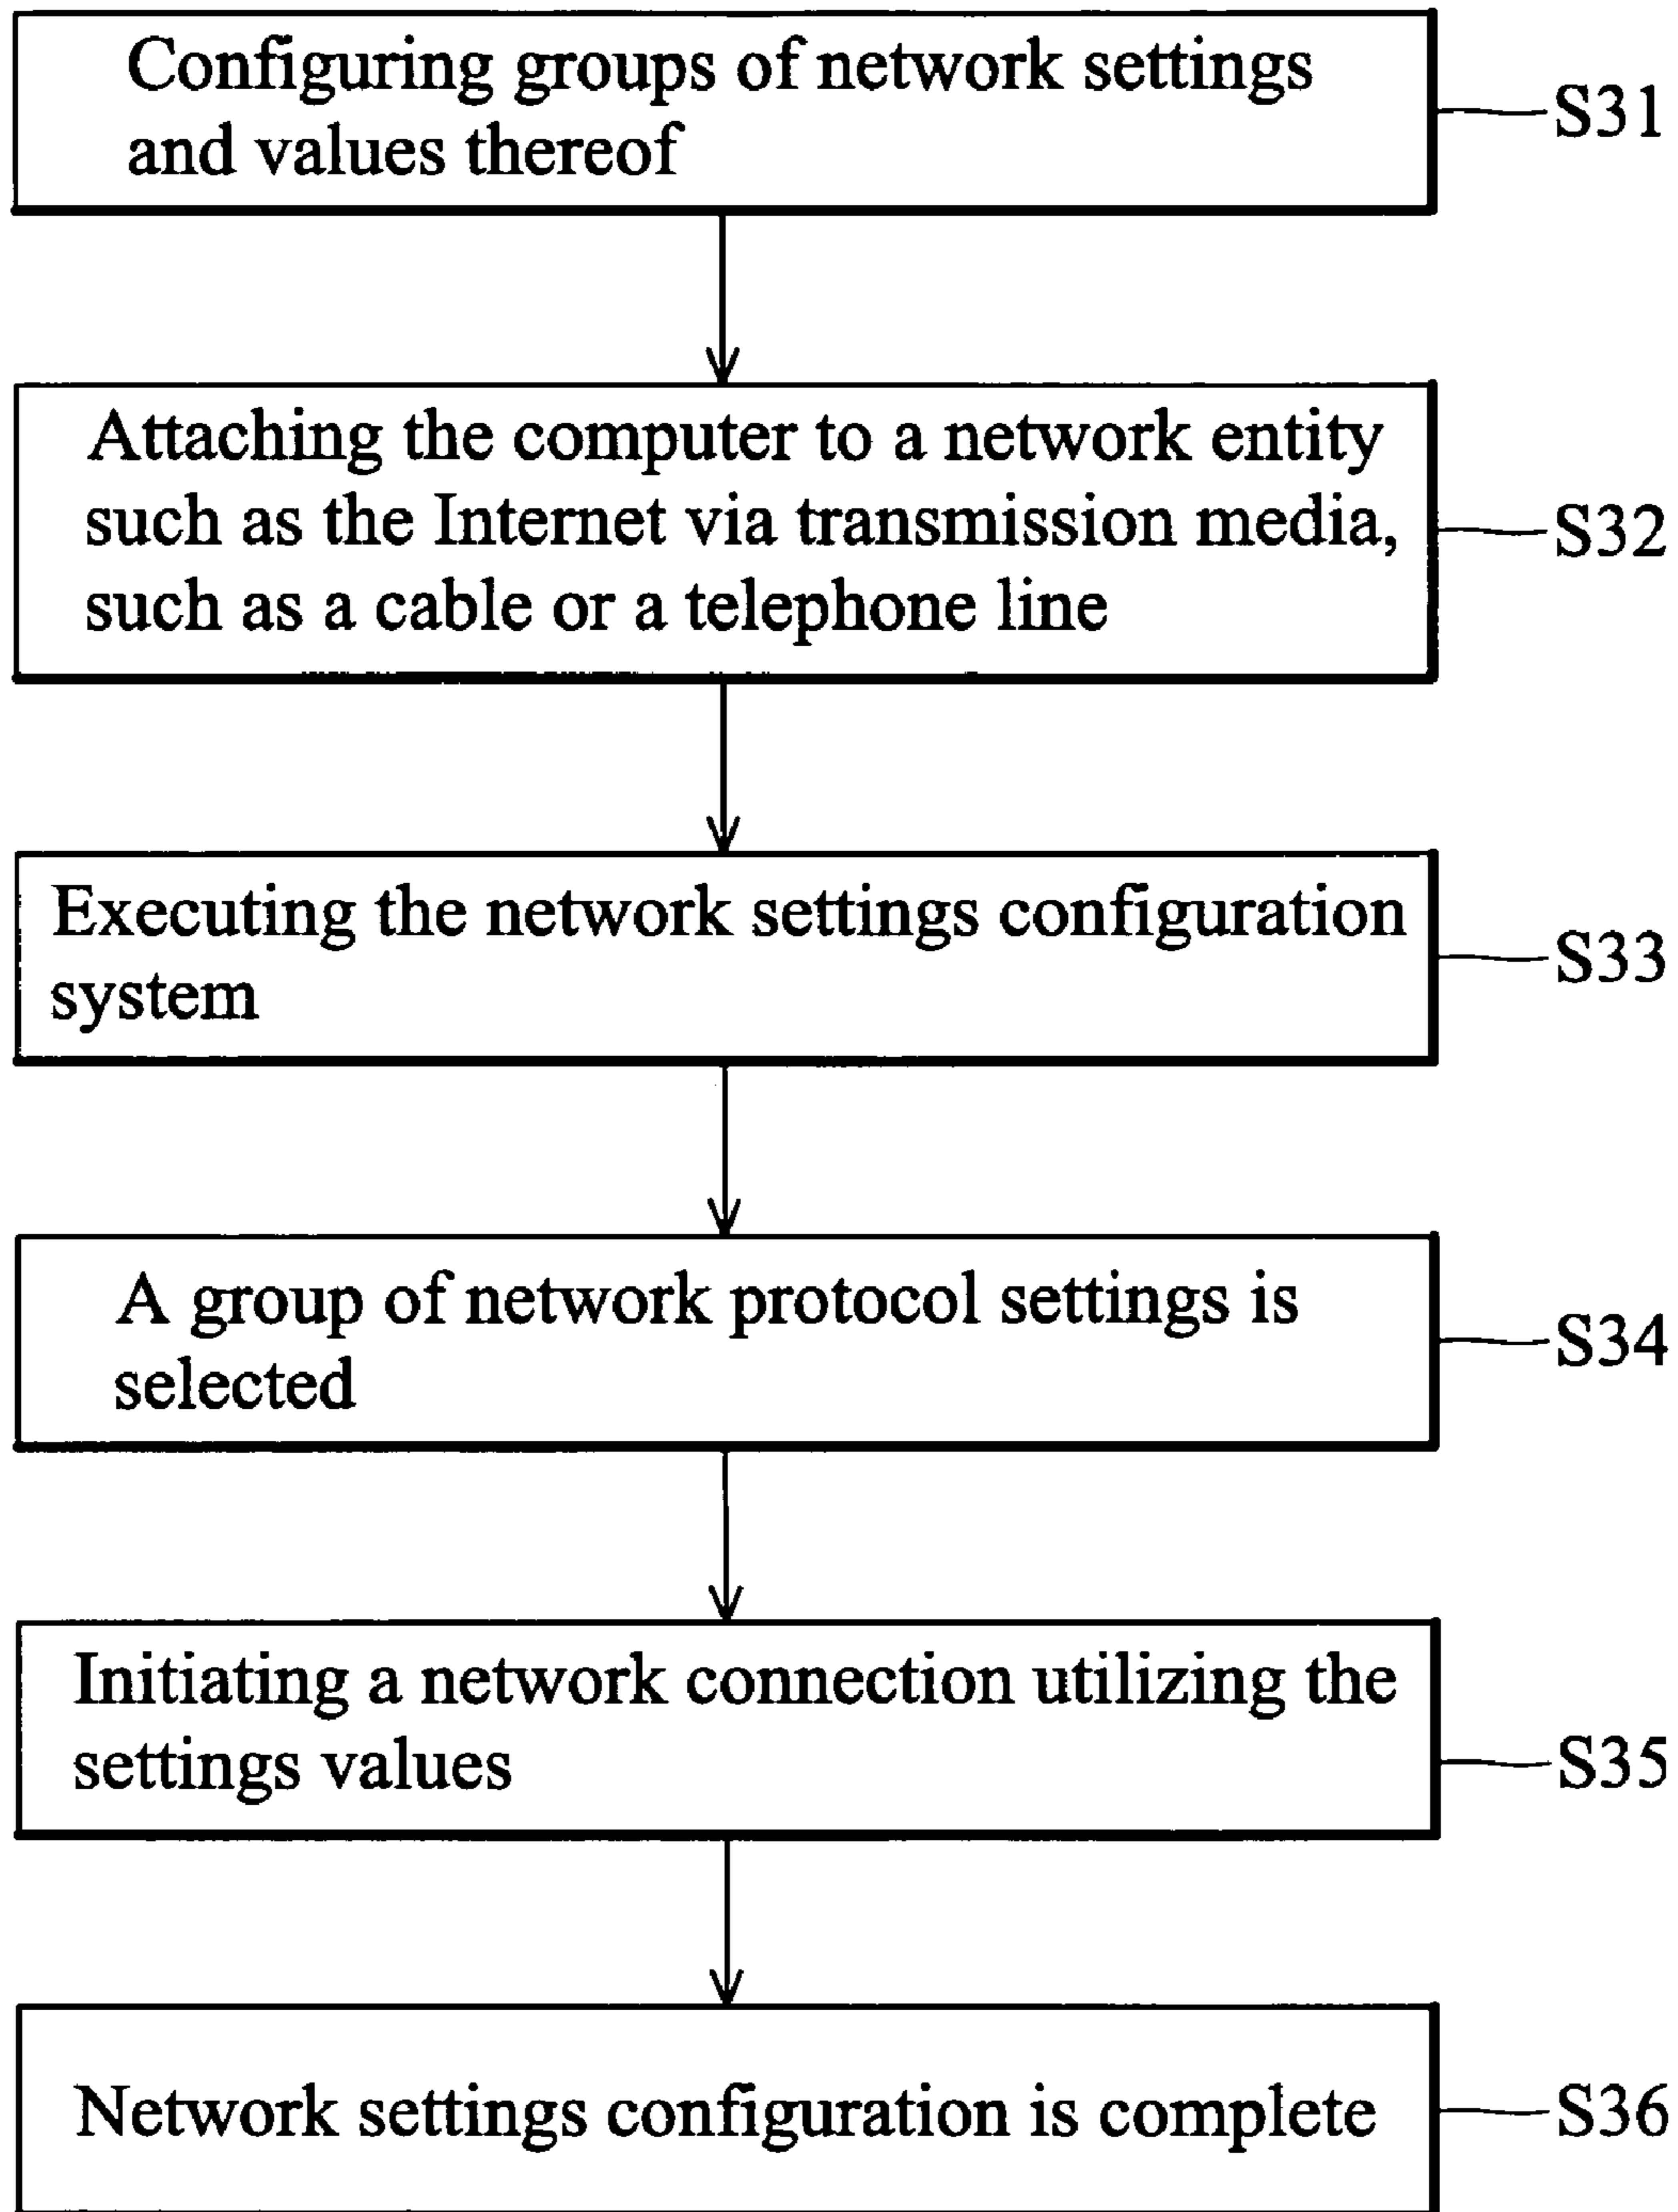 Configuring groups of network settings
and values thereof
S31
Attaching the computer to a network entity
such as the Internet via transmission media,
such as a cable or a telephone line
S32
Executing the network settings configuration
system
S33
A group of network protocol settings is
selected
S34
Initiating a network connection utilizing the
settings values
S35
Network settings configuration is complete
S36